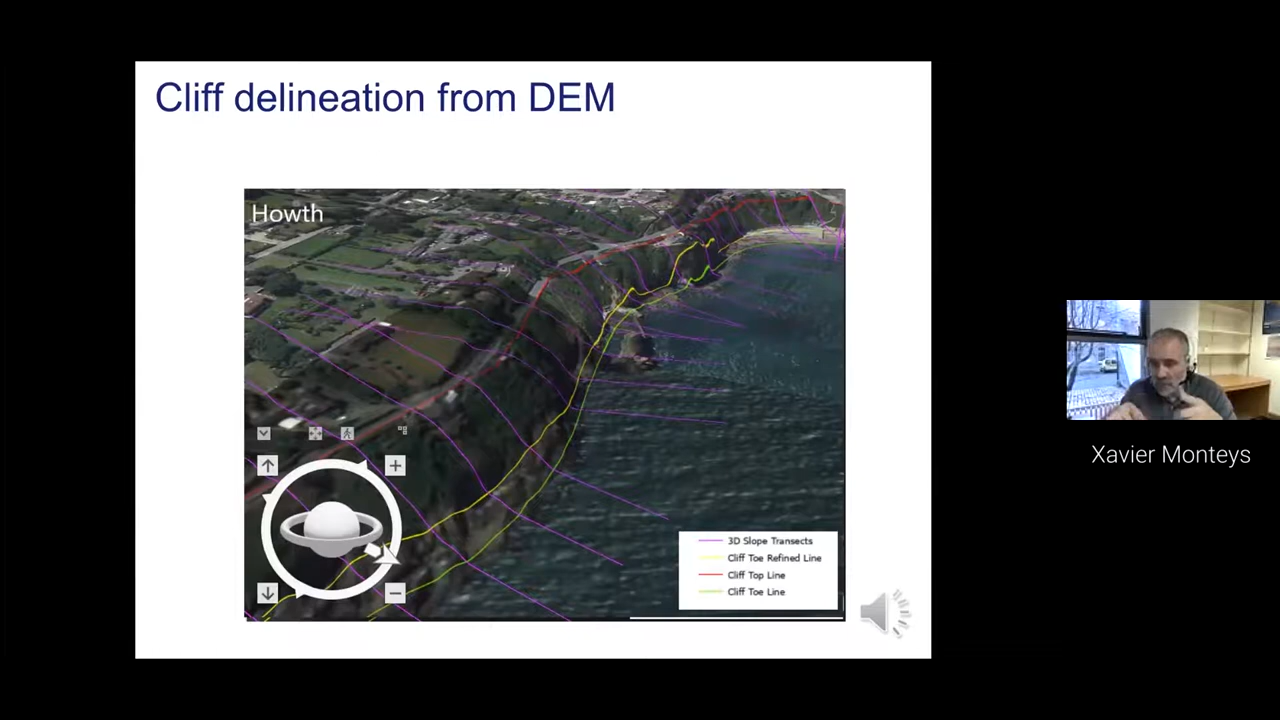 Cliff delineation from DEM
Howth
3D Slope Transects
Cliff Toe Refined Line
Cliff Top Line
Cliff Toe Line
Xavier Monteys